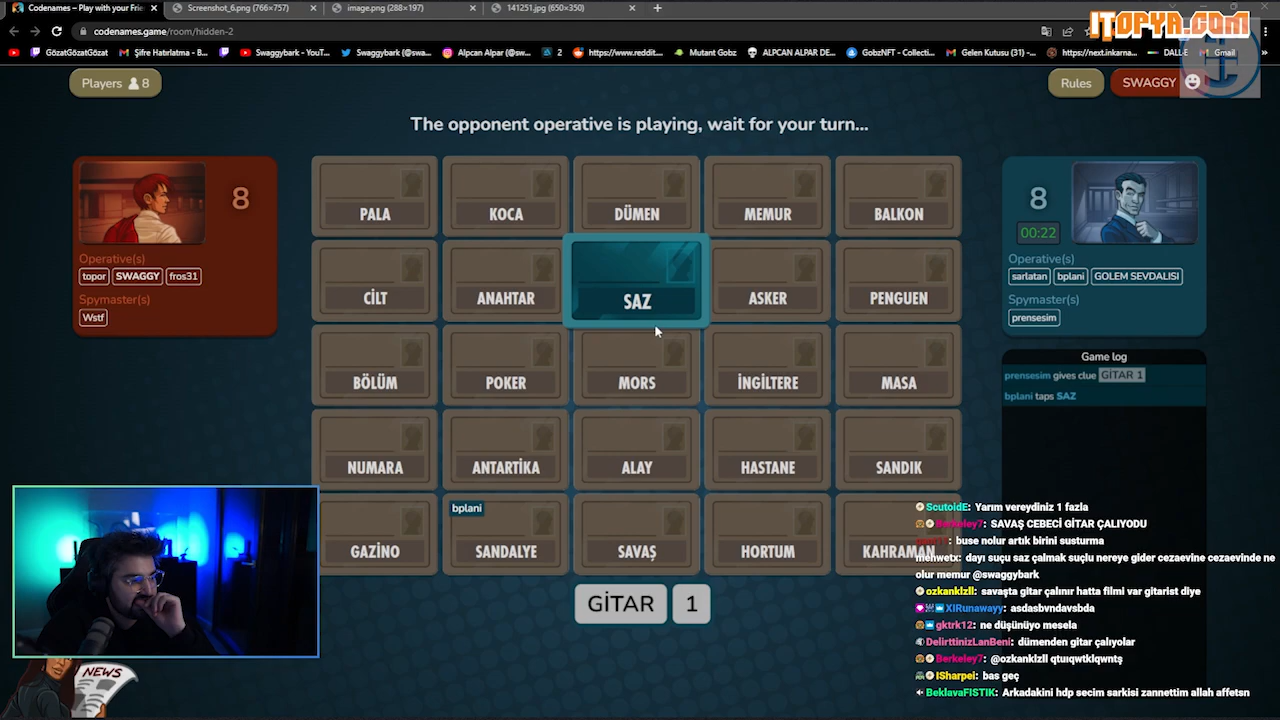 Codenames – Play with your Frie
Screenshot_6.png (766×757)
image.png (288×197)
141251.jpg (650×350)
iTOPYA.COM
codenames.game/room/hidden-2
GözatGözatGözat
Şifre Hatırlatma - B...
Swaggybark - YouT...
Swaggybark (@swa...
Alpcan Alpar (@sw...
2
https://www.reddit...
Mutant Gobz
ALPCAN ALPAR DE...
GobzNFT - Collecti...
Gelen Kutusu (31) -...
https://next.inkarna...
DALL·E
Gmail
Players 8
Rules
SWAGGY
The opponent operative is playing, wait for your turn...
8
Operative(s)
topor SWAGGY fros31
Spymaster(s)
Wstf
8
00:22
Operative(s)
sarlatan bplani GOLEM SEVDALISI
Spymaster(s)
prensesim
PALA KOCA DÜMEN MEMUR BALKON
CİLT ANAHTAR SAZ ASKER PENGUEN
BÖLÜM POKER MORS İNGİLTERE MASA
NUMARA ANTARTİKA ALAY HASTANE SANDIK
bplani
GAZİNO SANDALYE SAVAŞ HORTUM KAHRAMAN
GİTAR 1
Game log
prensesim gives clue GİTAR 1
bplani taps SAZ
ScutoidE: Yarım vereydiniz 1 fazla
Berkeley7: SAVAŞ CEBECİ GİTAR ÇALIYODU
buse nolur artık birini susturma
mehwetx: dayı suçu saz çalmak suçlu nereye gider cezaevine cezaevinde ne
olur memur @swaggybark
ozkanklzll: savaşta gitar çalınır hatta filmi var gitarist diye
XIRunawayy: asdasbvndavsbda
gktrk12: ne düşünüyo mesela
DelirttinizLanBeni: dümenden gitar çalıyolar
Berkeley7: @ozkanklzll qtuıqwtklqwntş
ISharpei: bas geç
BeklavaFISTIK: Arkadakini hdp secim sarkisi zannettim allah affetsn
NEWS